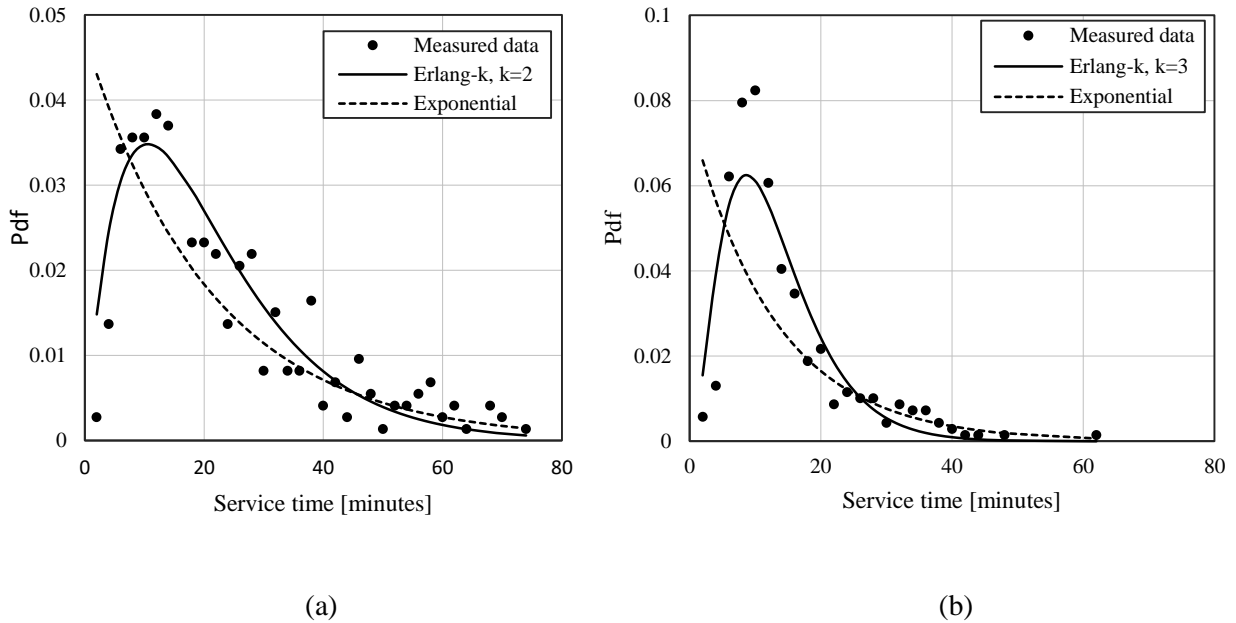 0.05
0.04
0.03
0.02
0.01
0
Pdf
0 20 40 60 80
Service time [minutes]
Measured data
Erlang-k, k=2
Exponential
(a)
0.1
0.08
0.06
0.04
0.02
0
Pdf
0 20 40 60 80
Service time [minutes]
Measured data
Erlang-k, k=3
Exponential
(b)